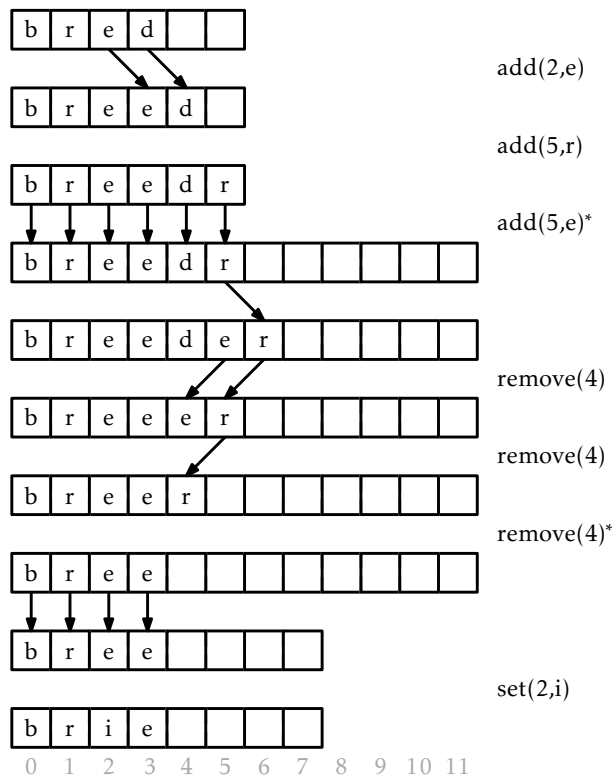 b r e d
add(2,e)
b r e e d
add(5,r)
b r e e d r
add(5,e)*
b r e e d r
b r e e d e r
remove(4)
b r e e e r
remove(4)
b r e e r
remove(4)*
b r e e
b r e e
set(2,i)
b r i e
0 1 2 3 4 5 6 7 8 9 10 11